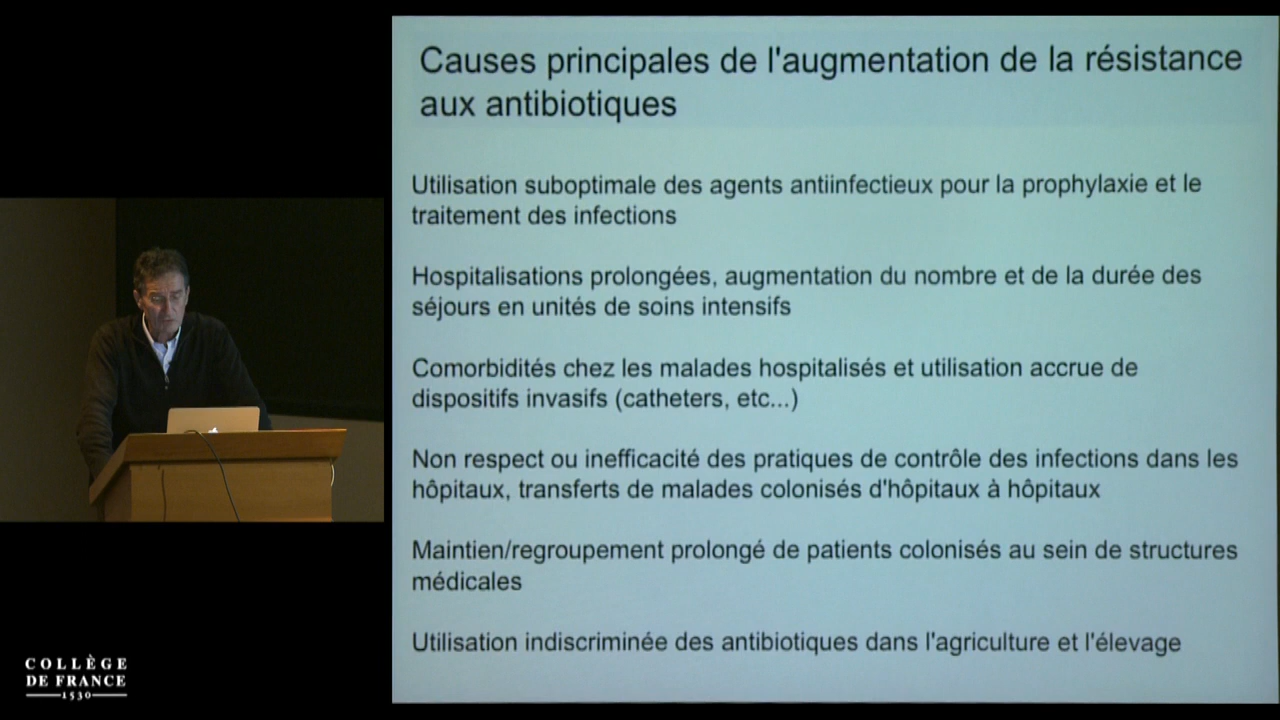 Causes principales de l'augmentation de la résistance
aux antibiotiques
Utilisation suboptimale des agents antiinfectieux pour la prophylaxie et le
traitement des infections
Hospitalisations prolongées, augmentation du nombre et de la durée des
séjours en unités de soins intensifs
Comorbidités chez les malades hospitalisés et utilisation accrue de
dispositifs invasifs (catheters, etc...)
Non respect ou inefficacité des pratiques de contrôle des infections dans les
hôpitaux, transferts de malades colonisés d'hôpitaux à hôpitaux
Maintien/regroupement prolongé de patients colonisés au sein de structures
médicales
Utilisation indiscriminée des antibiotiques dans l'agriculture et l'élevage
COLLÈGE
DE FRANCE
1530